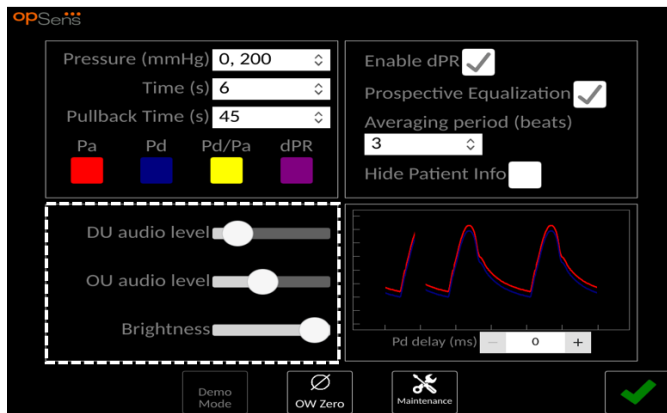 opSens
Pressure (mmHg) 0, 200
Time (s) 6
Pullback Time (s) 45
Pa Pd Pd/Pa dPR
Enable dPR
Prospective Equalization
Averaging period (beats)
3
Hide Patient Info
DU audio level
OU audio level
Brightness
Pd delay (ms) − 0 +
Demo
Mode
OW Zero
Maintenance